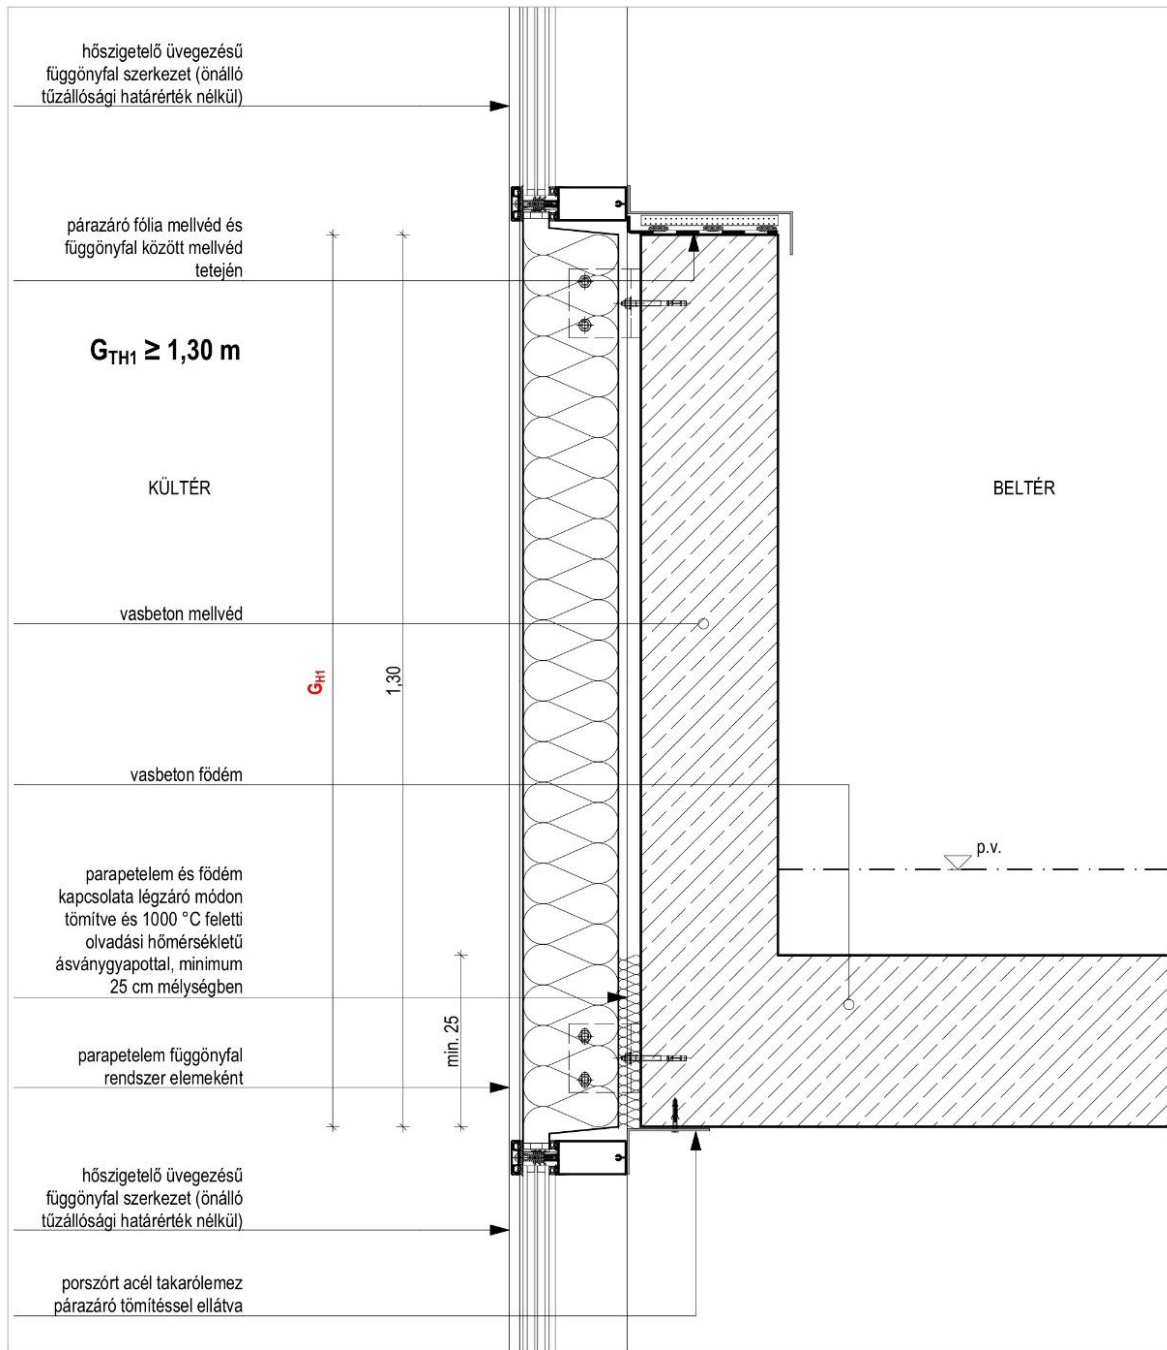 hőszigetelő üvegezésű
függönyfal szerkezet (önálló
tűzállósági határérték nélkül)
párazáró fólia mellvéd és
függönyfal között mellvéd
tetején
G_TH1 ≥ 1,30 m
KÜLTÉR
BELTÉR
vasbeton mellvéd
G_H1
1,30
vasbeton födém
p.v.
parapetelem és födém
kapcsolata légzáró módon
tömítve és 1000 °C feletti
olvadási hőmérsékletű
ásványgyapottal, minimum
25 cm mélységben
min. 25
parapetelem függönyfal
rendszer elemeként
hőszigetelő üvegezésű
függönyfal szerkezet (önálló
tűzállósági határérték nélkül)
porszórt acél takarólemez
párazáró tömítéssel ellátva